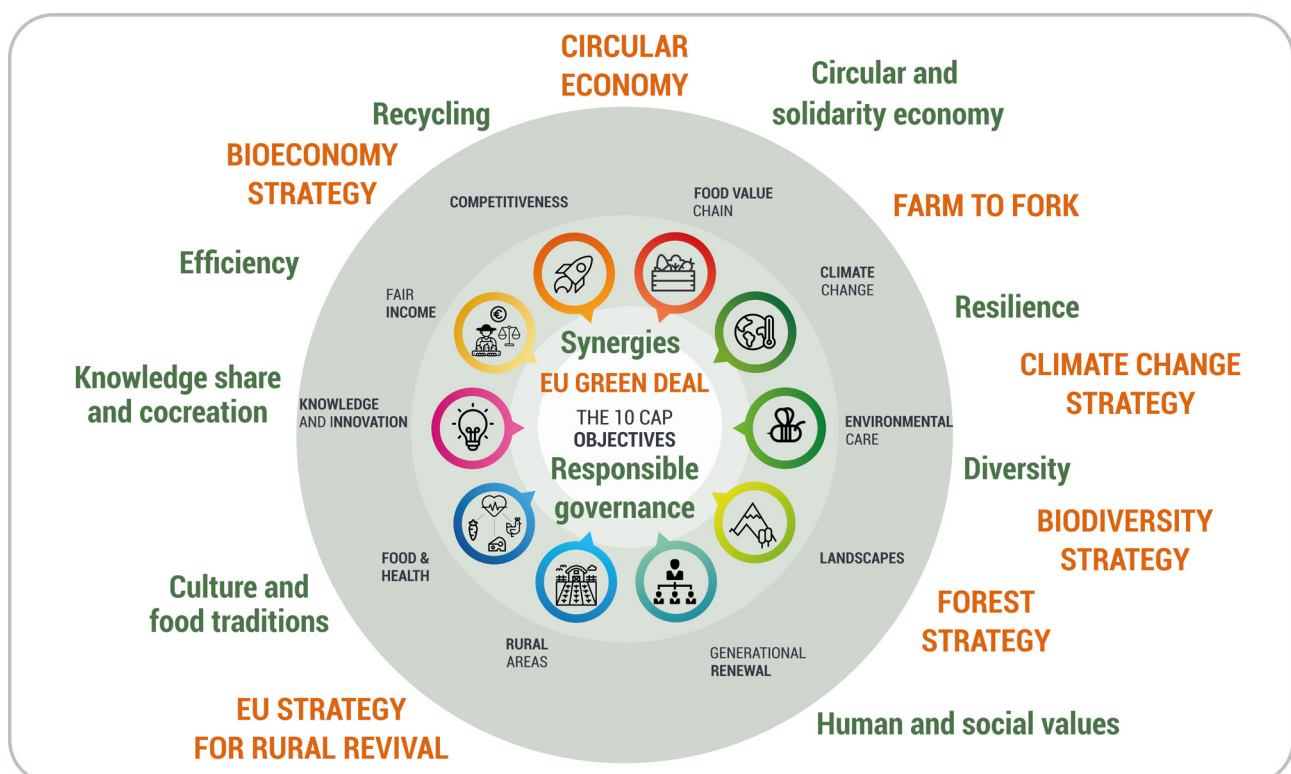 CIRCULAR
ECONOMY
Circular and
solidarity economy
Recycling
BIOECONOMY
STRATEGY
COMPETITIVENESS
FOOD VALUE
CHAIN
FARM TO FORK
Efficiency
FAIR
INCOME
CLIMATE
CHANGE
Resilience
Synergies
EU GREEN DEAL
THE 10 CAP
OBJECTIVES
Responsible
governance
Knowledge share
and cocreation
KNOWLEDGE
AND INNOVATION
ENVIRONMENTAL
CARE
CLIMATE CHANGE
STRATEGY
Diversity
BIODIVERSITY
STRATEGY
FOOD &
HEALTH
LANDSCAPES
Culture and
food traditions
FOREST
STRATEGY
RURAL
AREAS
GENERATIONAL
RENEWAL
EU STRATEGY
FOR RURAL REVIVAL
Human and social values
€